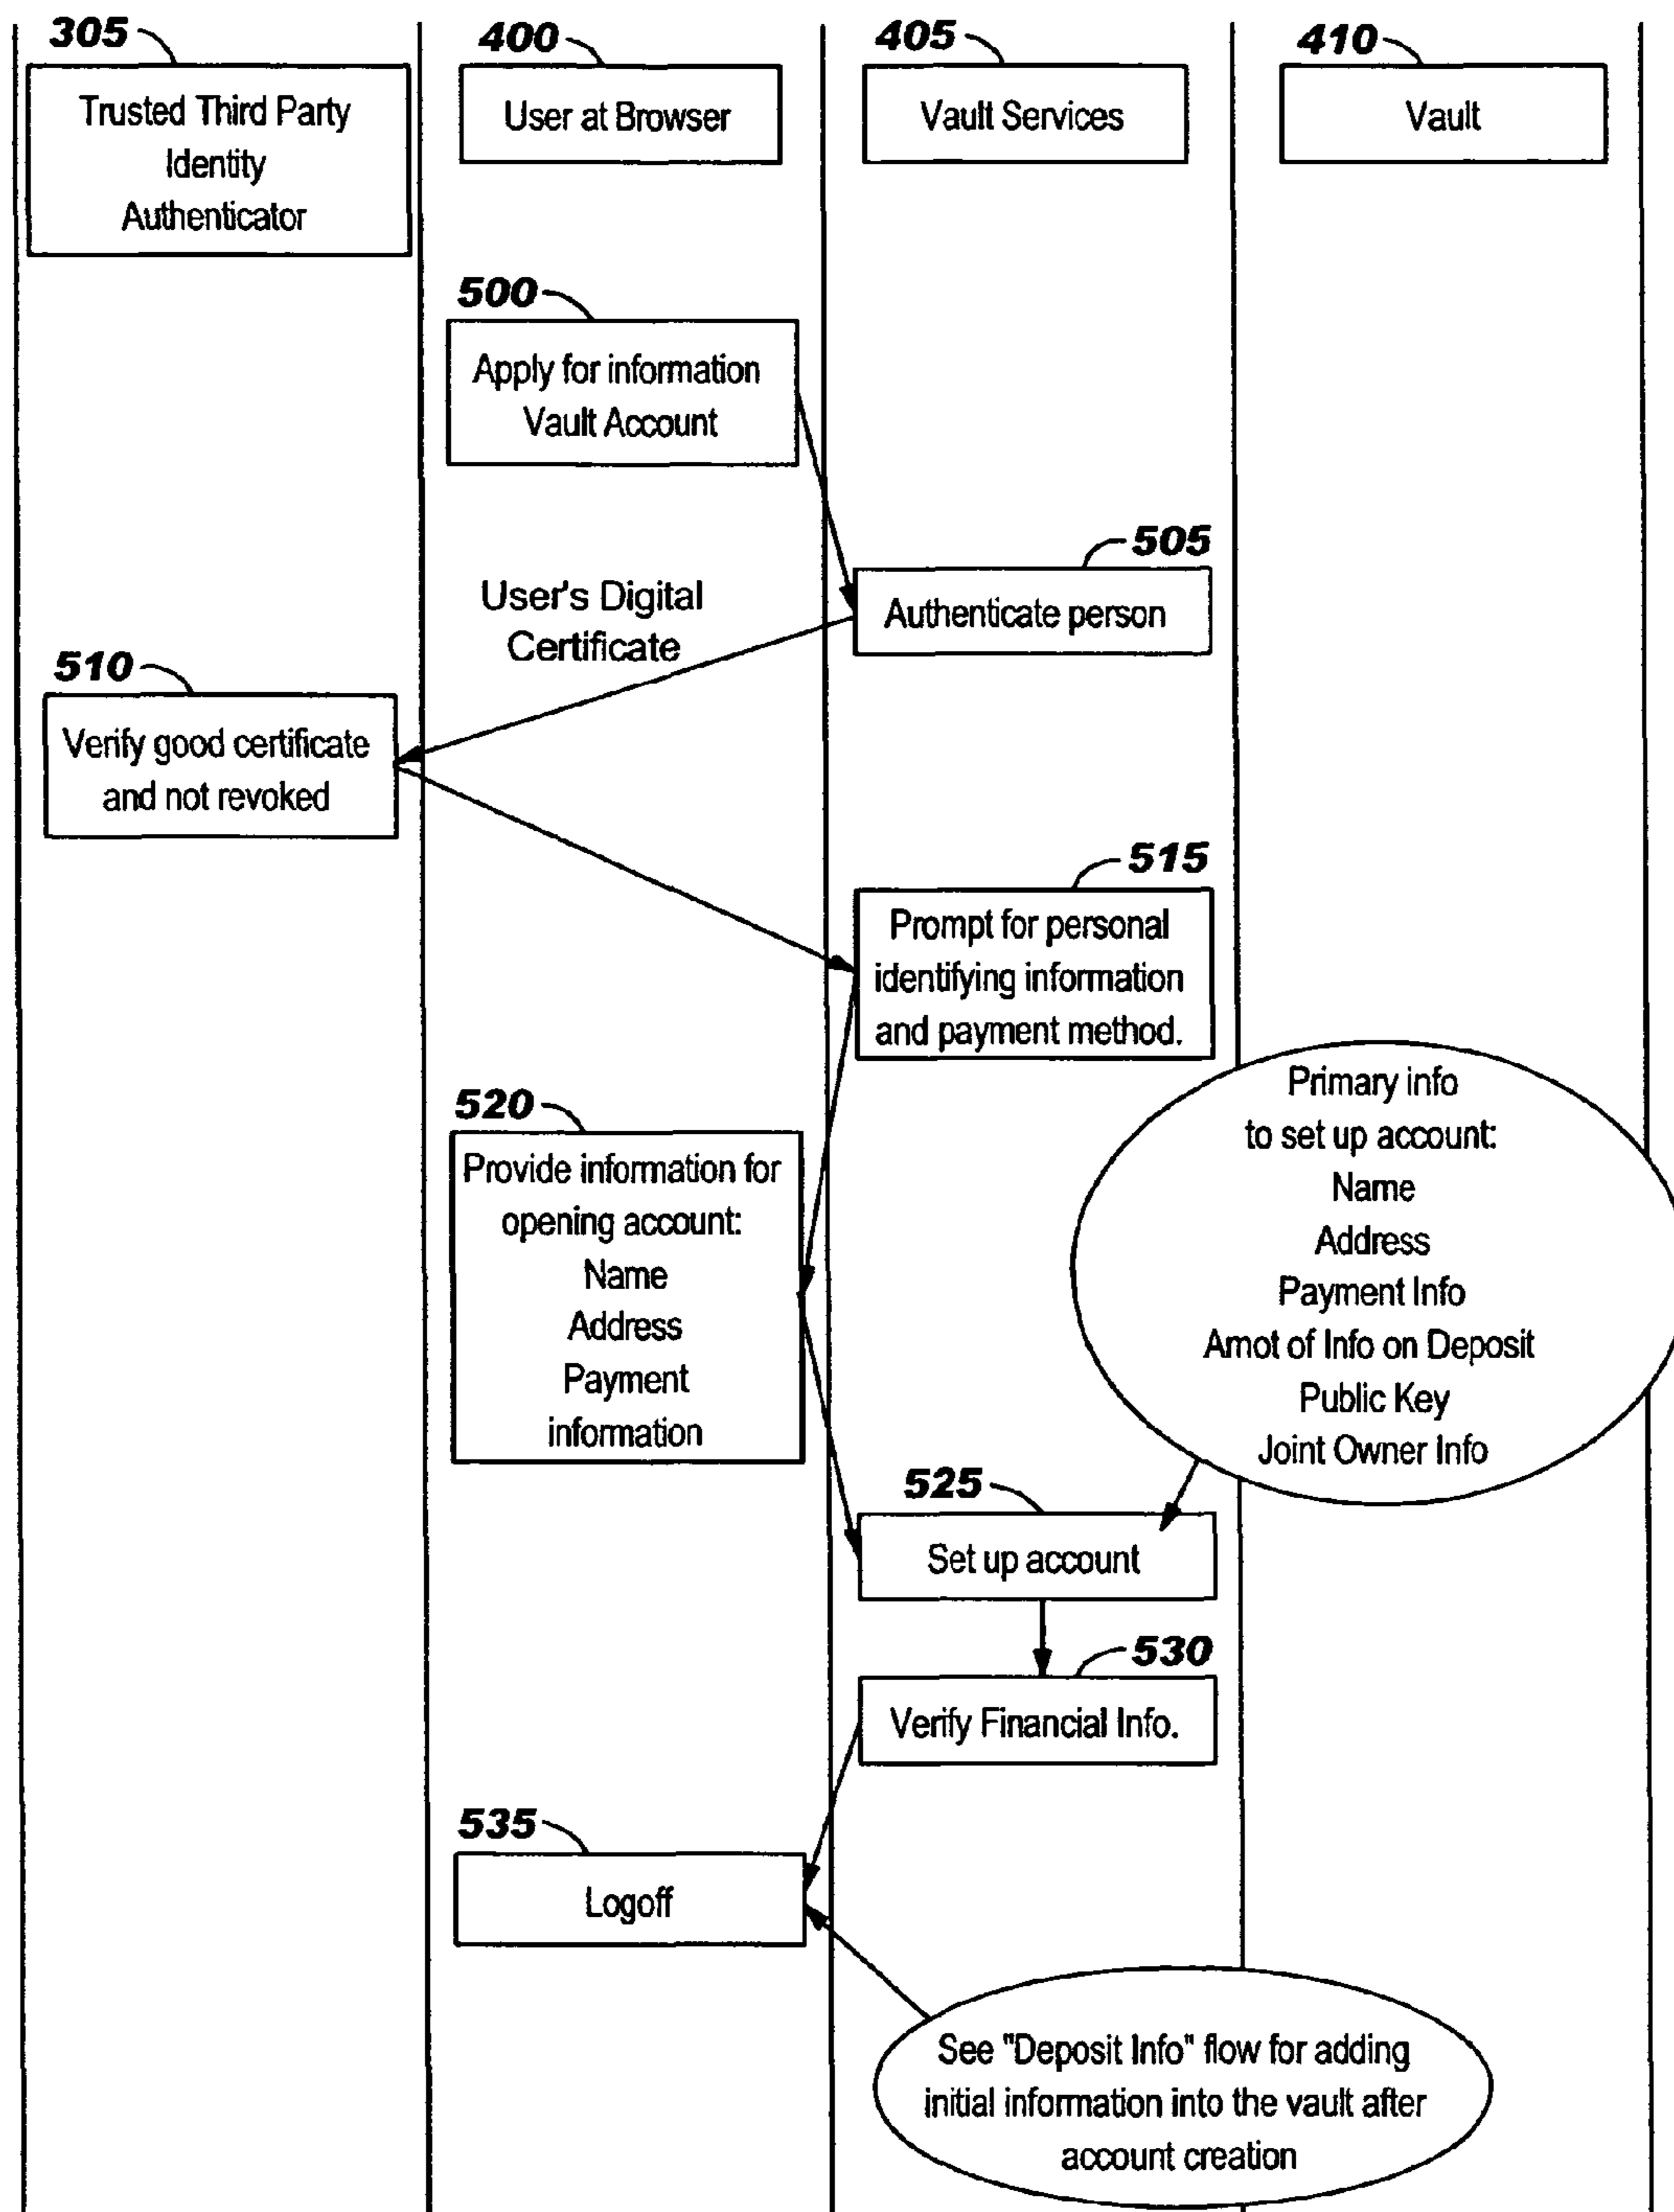 305
400
405
410
Trusted Third Party
Identity
Authenticator
User at Browser
Vault Services
Vault
500
Apply for information
Vault Account
505
Authenticate person
User's Digital
Certificate
510
Verify good certificate
and not revoked
515
Prompt for personal
identifying information
and payment method.
520
Provide information for
opening account:
Name
Address
Payment
information
Primary info
to set up account:
Name
Address
Payment Info
Amot of Info on Deposit
Public Key
Joint Owner Info
525
Set up account
530
Verify Financial Info.
535
Logoff
See "Deposit Info" flow for adding
initial information into the vault after
account creation